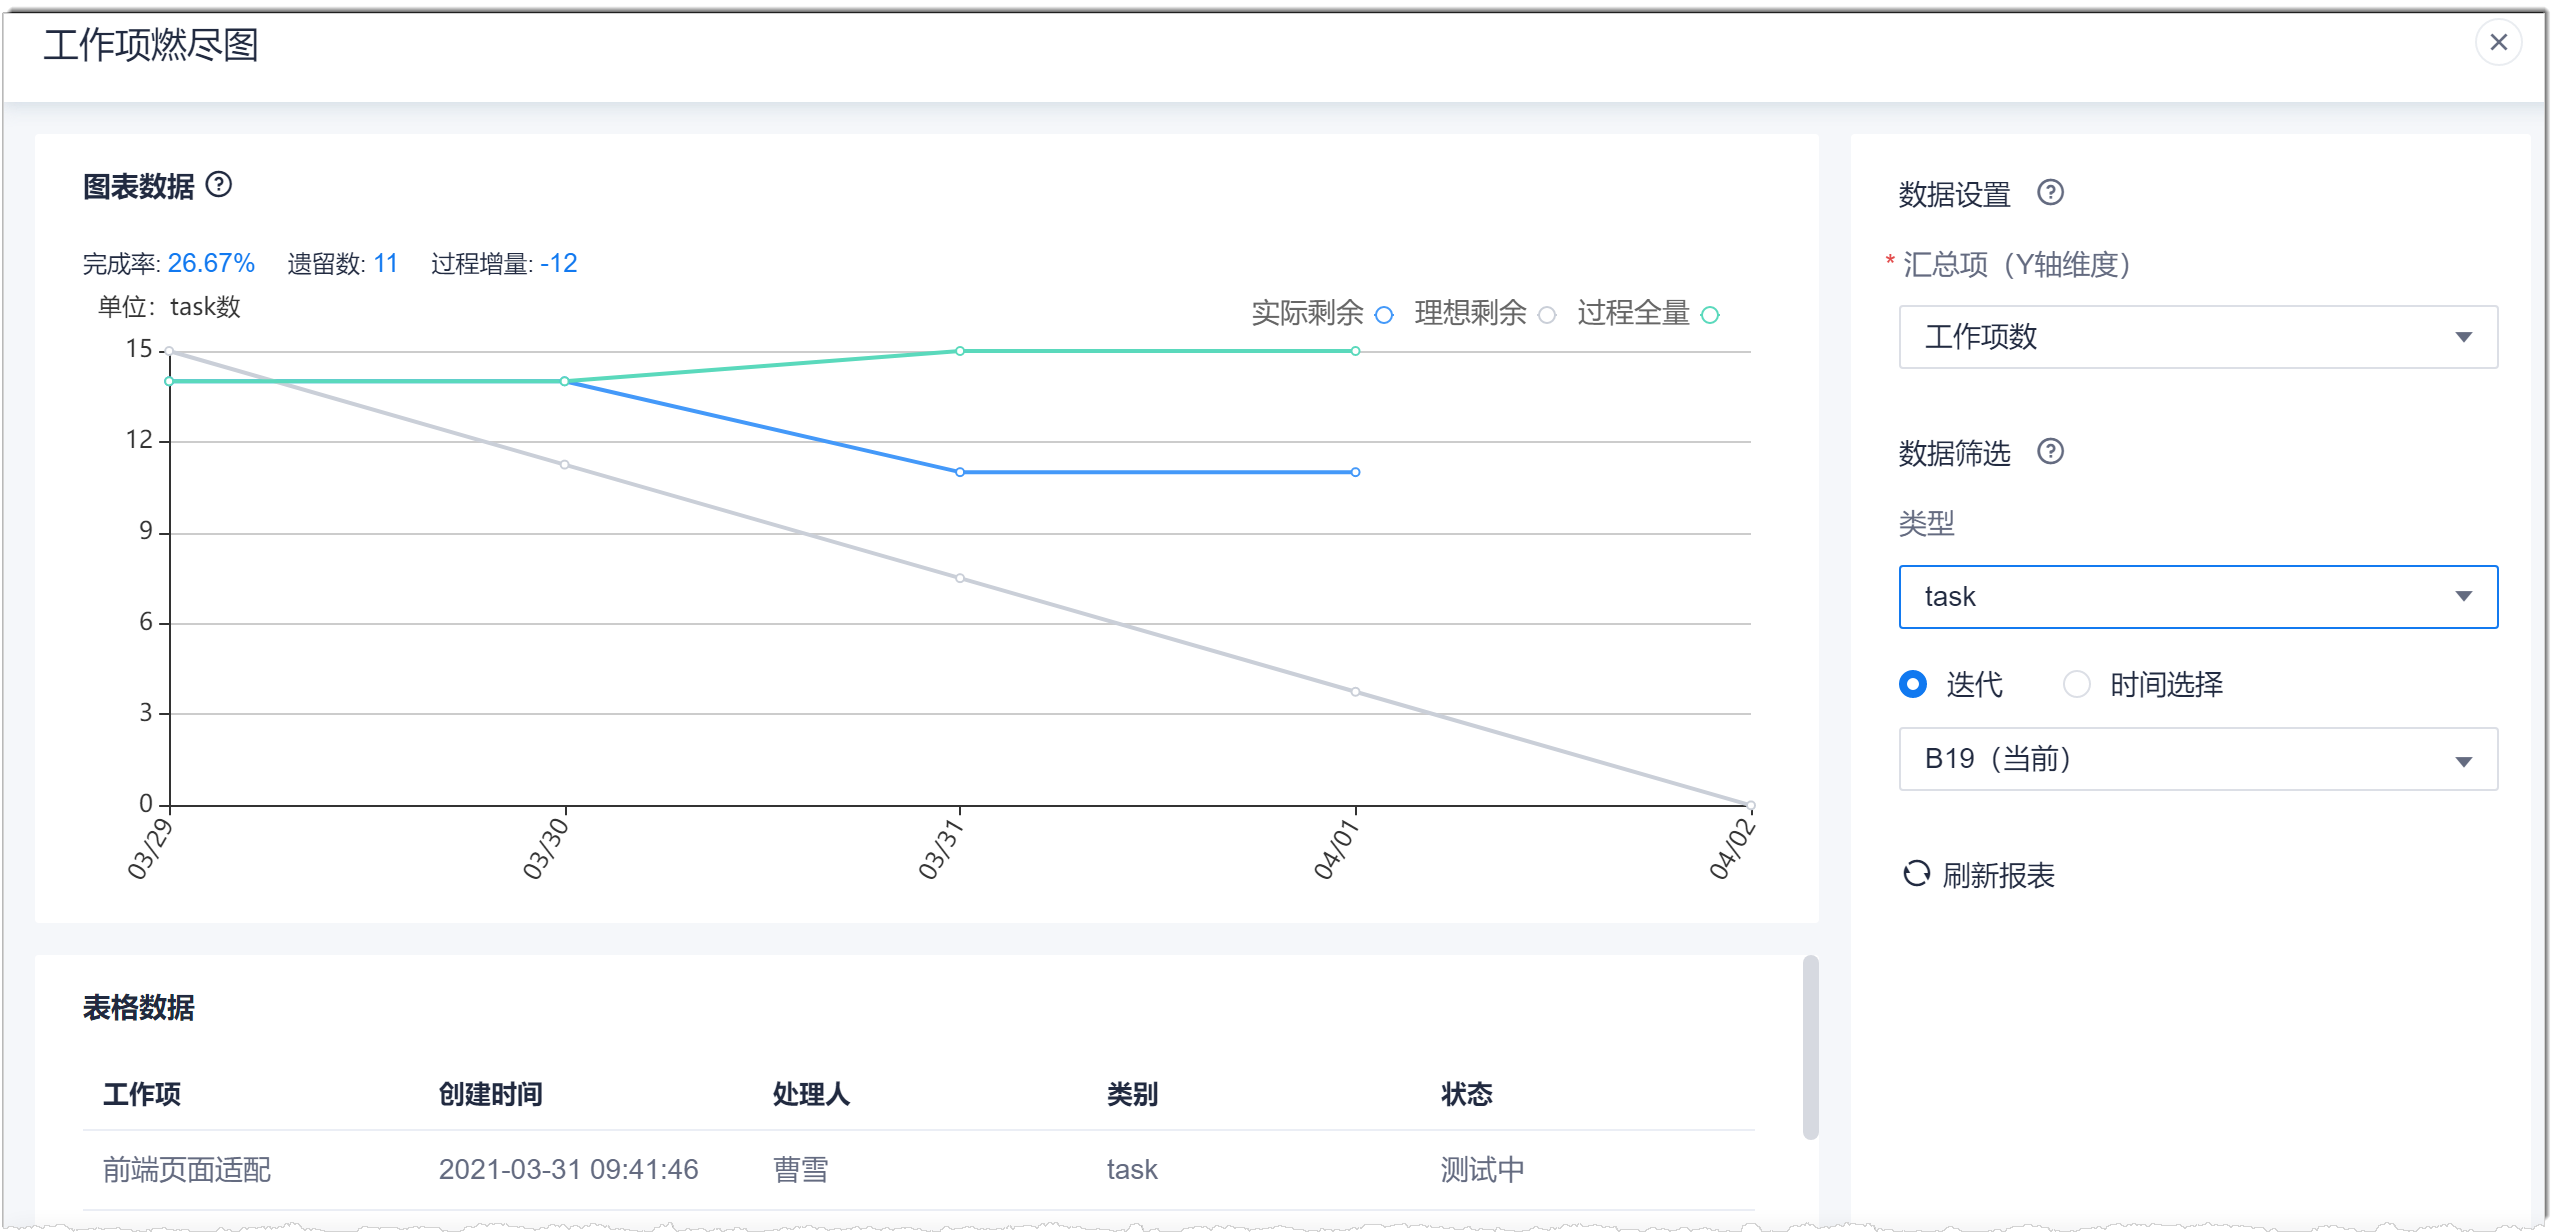 工作项燃尽图
图表数据
完成率: 26.67% 遗留数: 11 过程增量: -12
单位：task数
实际剩余 理想剩余 过程全量
15
12
9
6
3
0
03/29 03/30 03/31 04/01 04/02
表格数据
工作项 创建时间 处理人 类别 状态
前端页面适配 2021-03-31 09:41:46 曹雪 task 测试中
数据设置
* 汇总项（Y轴维度）
工作项数
数据筛选
类型
task
迭代 时间选择
B19（当前）
刷新报表